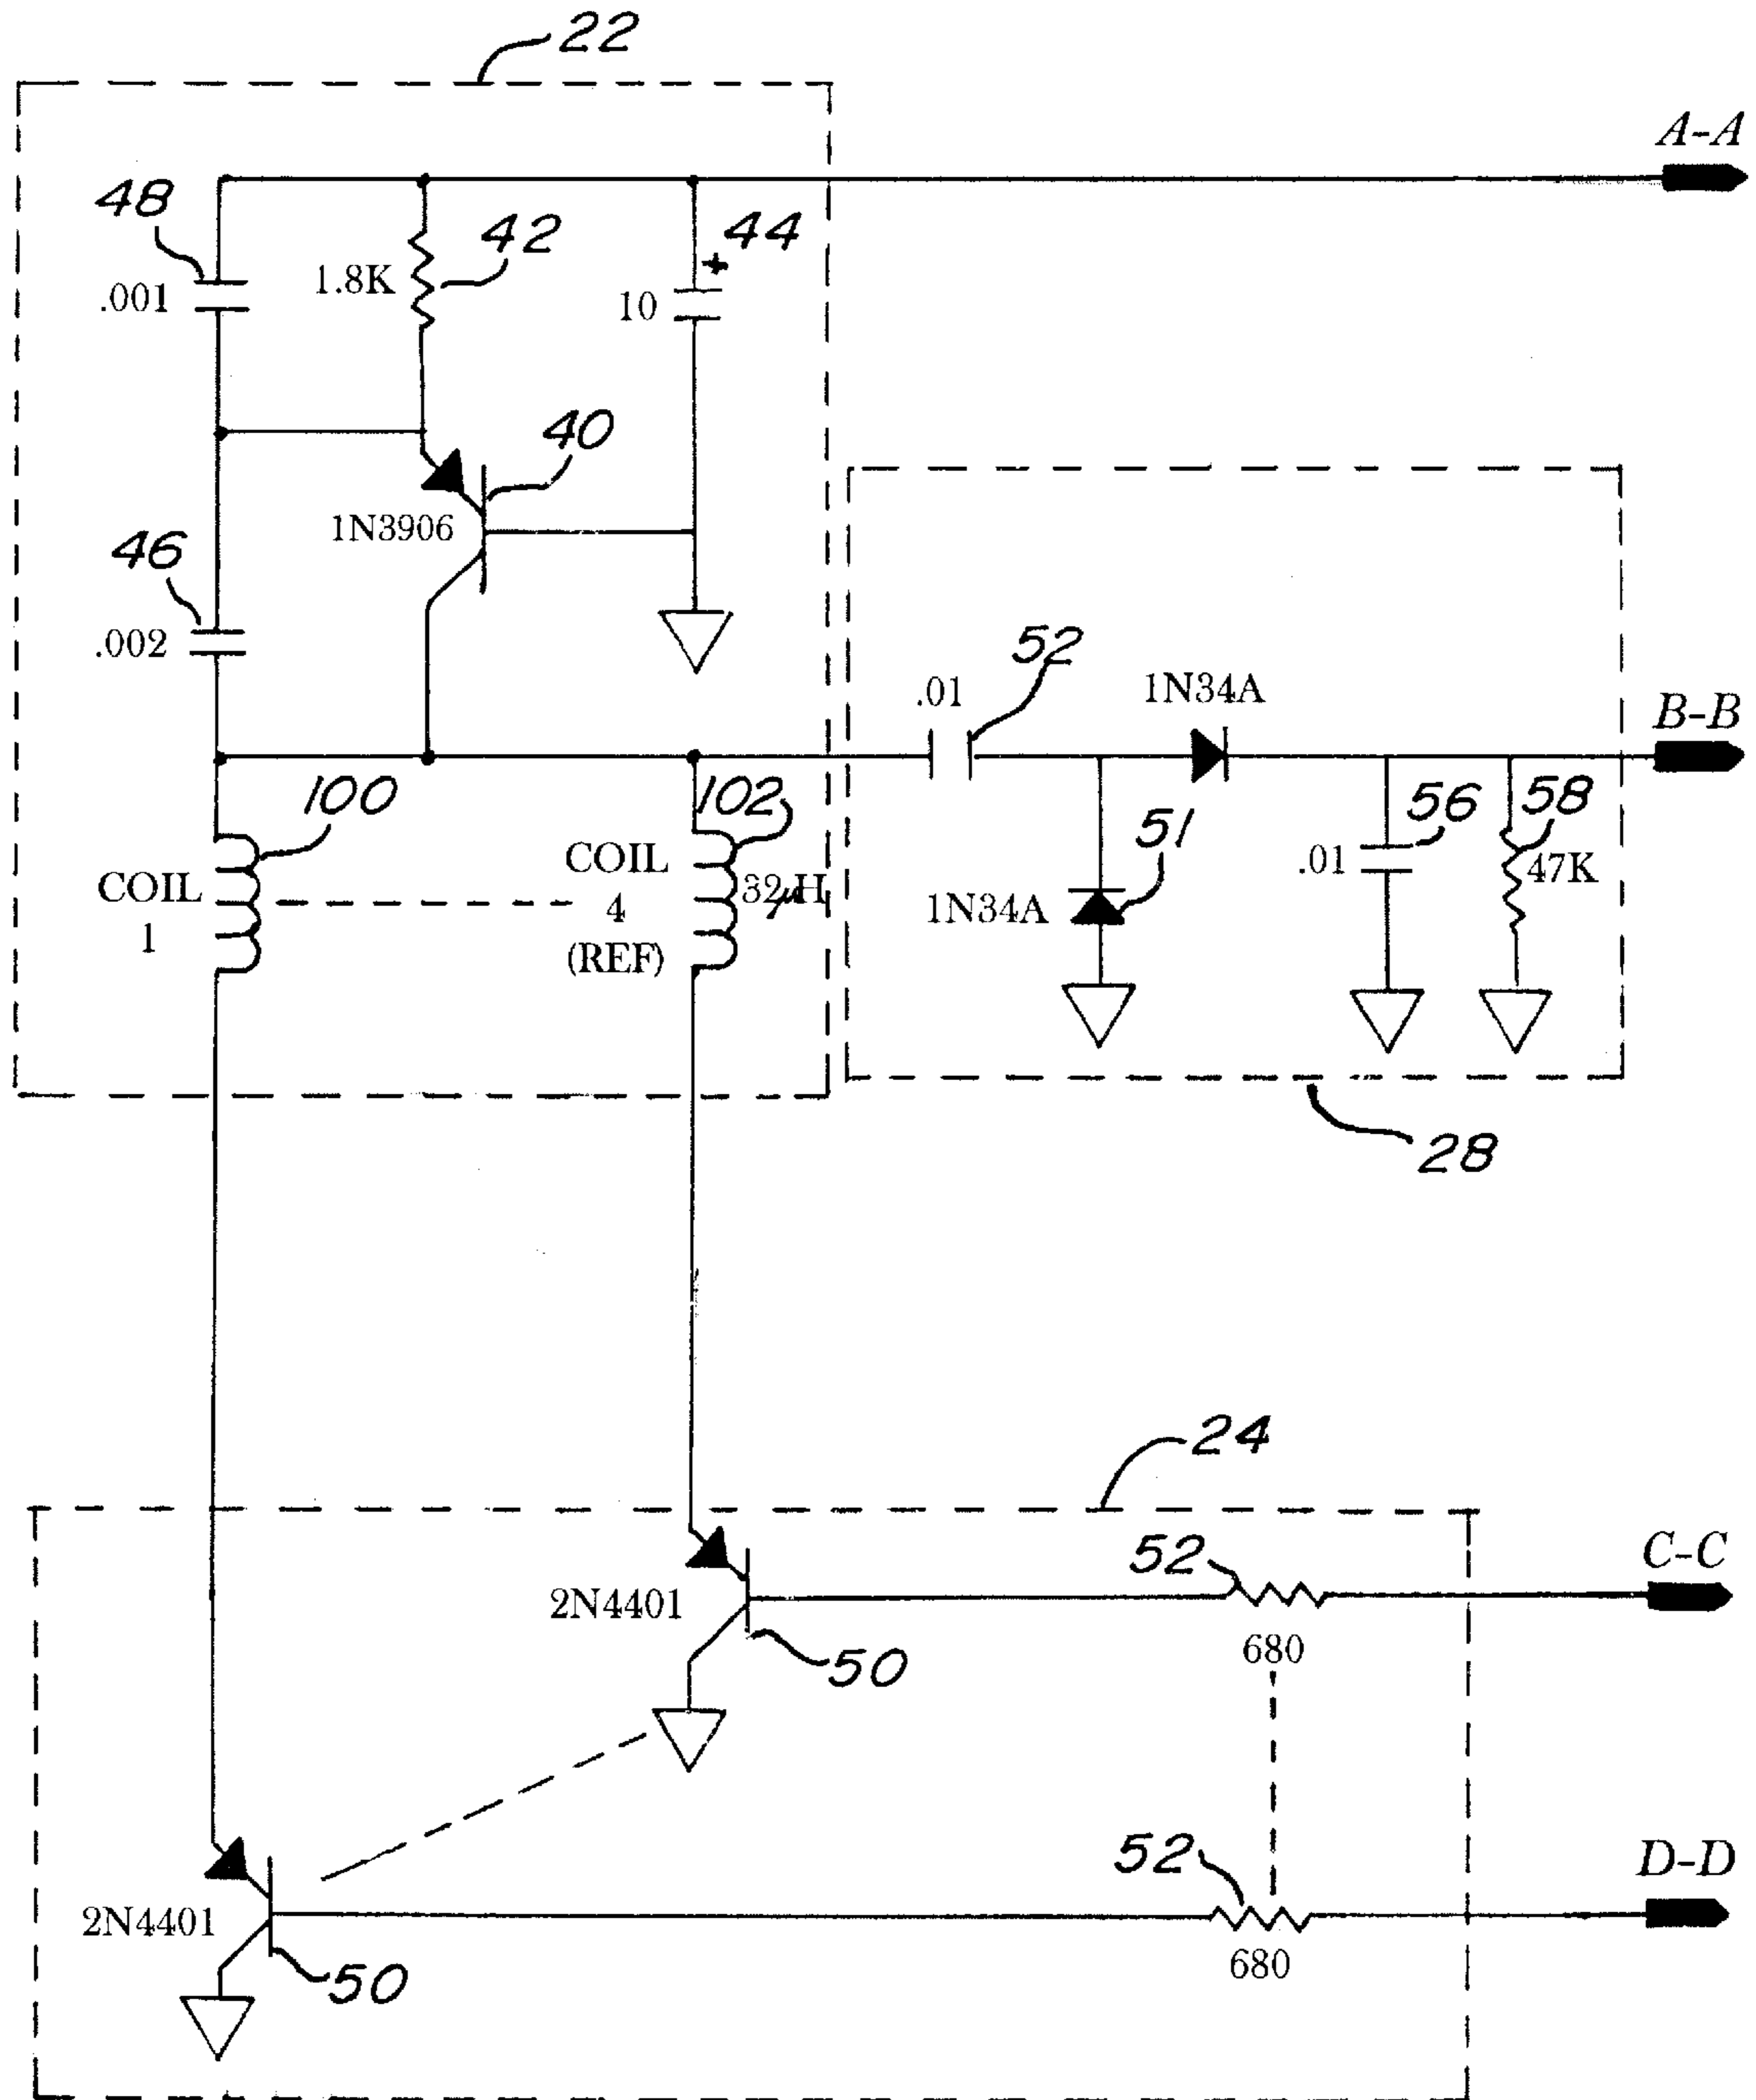 22
A-A
48
42
44
+
.001
1.8K
10
40
1N3906
46
.002
52
.01
1N34A
B-B
100
102
COIL
1
COIL
4
(REF)
32μH
51
56
58
1N34A
.01
47K
28
24
C-C
52
2N4401
680
50
D-D
52
2N4401
680
50